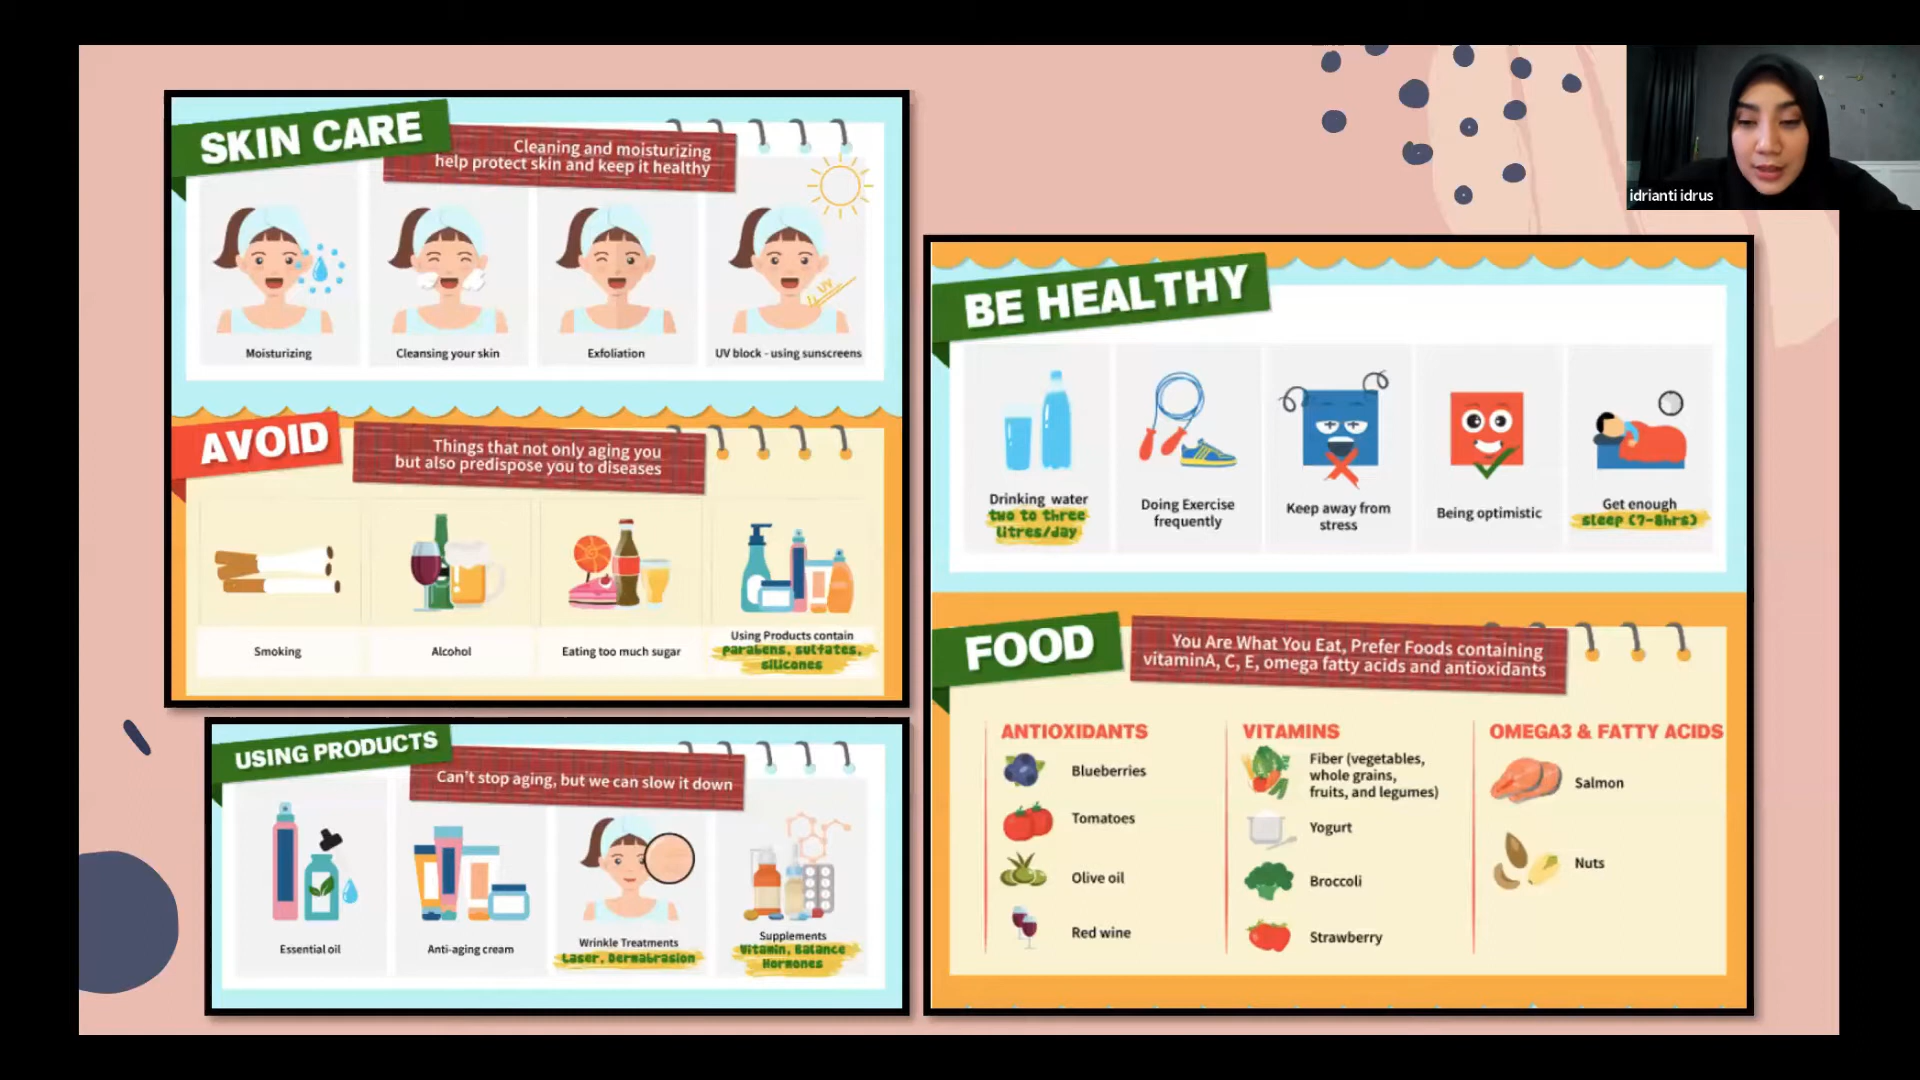 SKIN CARE
Cleaning and moisturizing
help protect skin and keep it healthy
Moisturizing
Cleansing your skin
Exfoliation
UV
UV block - using sunscreens
AVOID
Things that not only aging you
but also predispose you to diseases
Smoking
Alcohol
Eating too much sugar
Using Products contain
parabens, sulfates,
silicones
USING PRODUCTS
Can't stop aging, but we can slow it down
Essential oil
Anti-aging cream
Wrinkle Treatments
Laser, Dermabrasion
Supplements
Vitamin, Balance
Hormones
idrianti idrus
BE HEALTHY
Drinking water
two to three
litres/day
Doing Exercise
frequently
Keep away from
stress
Being optimistic
Get enough
sleep (7-8hrs)
FOOD
You Are What You Eat, Prefer Foods containing
vitaminA, C, E, omega fatty acids and antioxidants
ANTIOXIDANTS
Blueberries
Tomatoes
Olive oil
Red wine
VITAMINS
Fiber (vegetables,
whole grains,
fruits, and legumes)
Yogurt
Broccoli
Strawberry
OMEGA3 & FATTY ACIDS
Salmon
Nuts